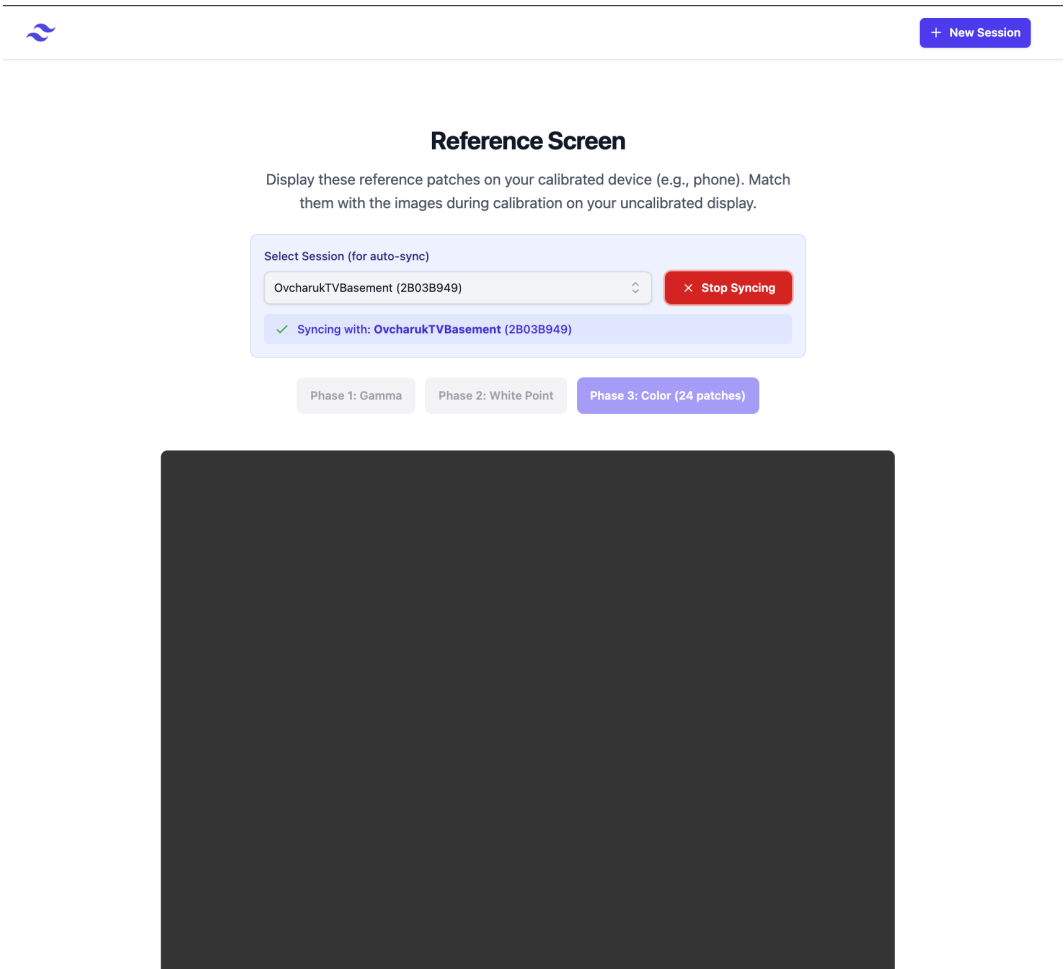 New Session
Reference Screen
Display these reference patches on your calibrated device (e.g., phone). Match
them with the images during calibration on your uncalibrated display.
Select Session (for auto-sync)
OvcharukTVBasement (2B03B949)
Stop Syncing
Syncing with: OvcharukTVBasement (2B03B949)
Phase 1: Gamma
Phase 2: White Point
Phase 3: Color (24 patches)